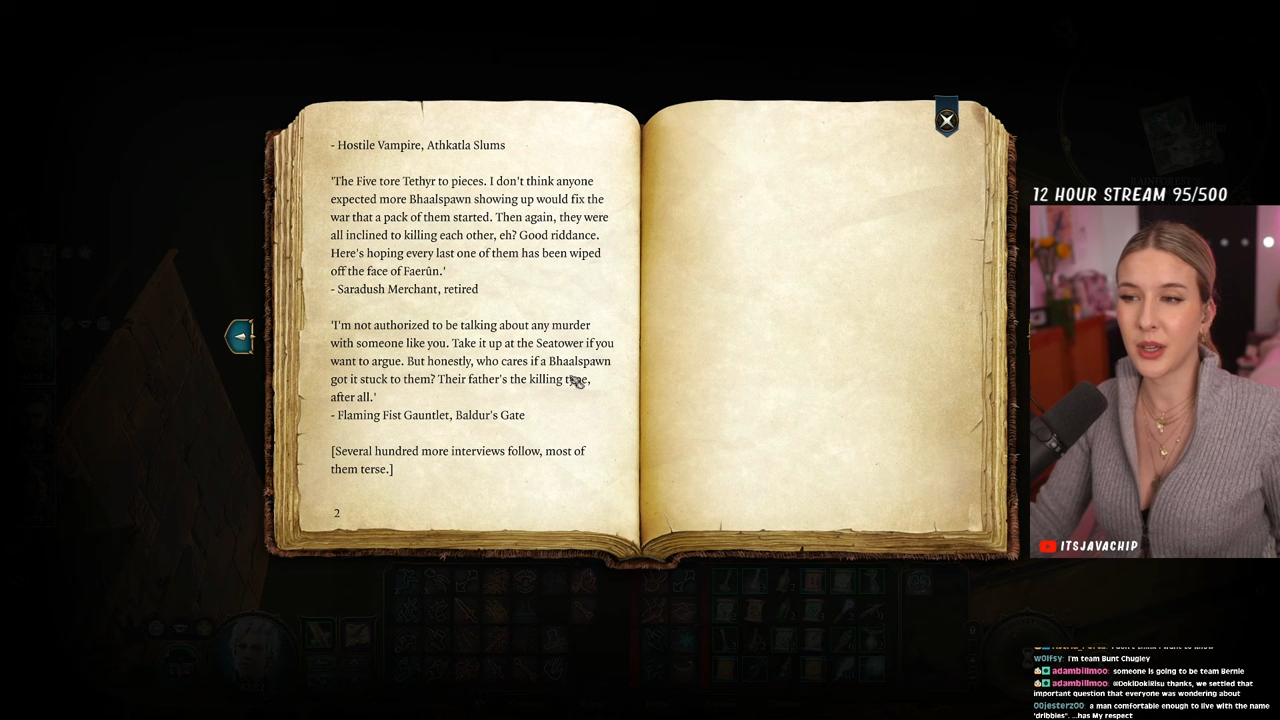 - Hostile Vampire, Athkatla Slums
'The Five tore Tethyr to pieces. I don't think anyone
expected more Bhaalspawn showing up would fix the
war that a pack of them started. Then again, they were
all inclined to killing each other, eh? Good riddance.
Here's hoping every last one of them has been wiped
off the face of Faerûn.'
- Saradush Merchant, retired
'I'm not authorized to be talking about any murder
with someone like you. Take it up at the Seatower if you
want to argue. But honestly, who cares if a Bhaalspawn
got it stuck to them? Their father's the killing
after all.'
- Flaming Fist Gauntlet, Baldur's Gate
[Several hundred more interviews follow, most of
them terse.]
2
12 HOUR STREAM 95/500
ITSJAVACHIP
w0lfsy: I'm team Bunt Chugley
adambillmoo: someone is going to be team Bernie
adambillmoo: @DokiDokiRisu thanks, we settled that
important question that everyone was wondering about
00jesterz00: a man comfortable enough to live with the name
"dribbles". ...has My respect